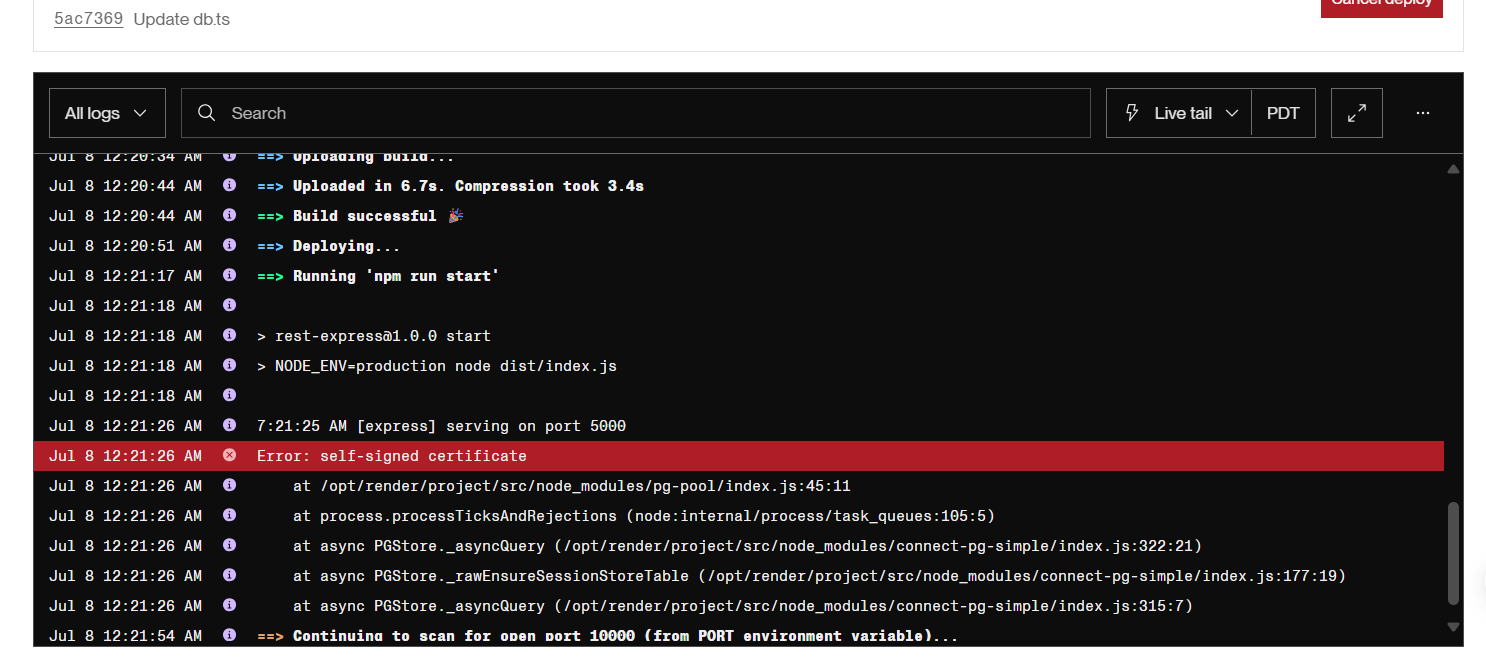 5ac7369 Update db.ts
Cancel deploy
All logs
Search
Live tail
PDT
...
Jul 8 12:20:34 AM ==> Uploading build...
Jul 8 12:20:44 AM ==> Uploaded in 6.7s. Compression took 3.4s
Jul 8 12:20:44 AM ==> Build successful 🎉
Jul 8 12:20:51 AM ==> Deploying...
Jul 8 12:21:17 AM ==> Running 'npm run start'
Jul 8 12:21:18 AM
Jul 8 12:21:18 AM > rest-express@1.0.0 start
Jul 8 12:21:18 AM > NODE_ENV=production node dist/index.js
Jul 8 12:21:18 AM
Jul 8 12:21:26 AM 7:21:25 AM [express] serving on port 5000
Jul 8 12:21:26 AM Error: self-signed certificate
Jul 8 12:21:26 AM at /opt/render/project/src/node_modules/pg-pool/index.js:45:11
Jul 8 12:21:26 AM at process.processTicksAndRejections (node:internal/process/task_queues:105:5)
Jul 8 12:21:26 AM at async PGStore._asyncQuery (/opt/render/project/src/node_modules/connect-pg-simple/index.js:322:21)
Jul 8 12:21:26 AM at async PGStore._rawEnsureSessionStoreTable (/opt/render/project/src/node_modules/connect-pg-simple/index.js:177:19)
Jul 8 12:21:26 AM at async PGStore._asyncQuery (/opt/render/project/src/node_modules/connect-pg-simple/index.js:315:7)
Jul 8 12:21:54 AM ==> Continuing to scan for open port 10000 (from PORT environment variable)...